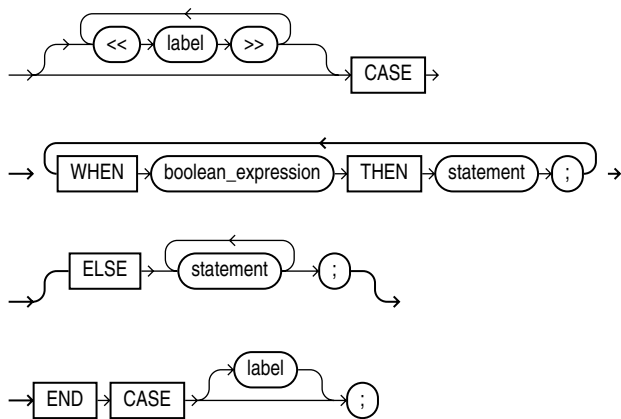 << label >> CASE
WHEN boolean_expression THEN statement ;
ELSE statement ;
END CASE label ;